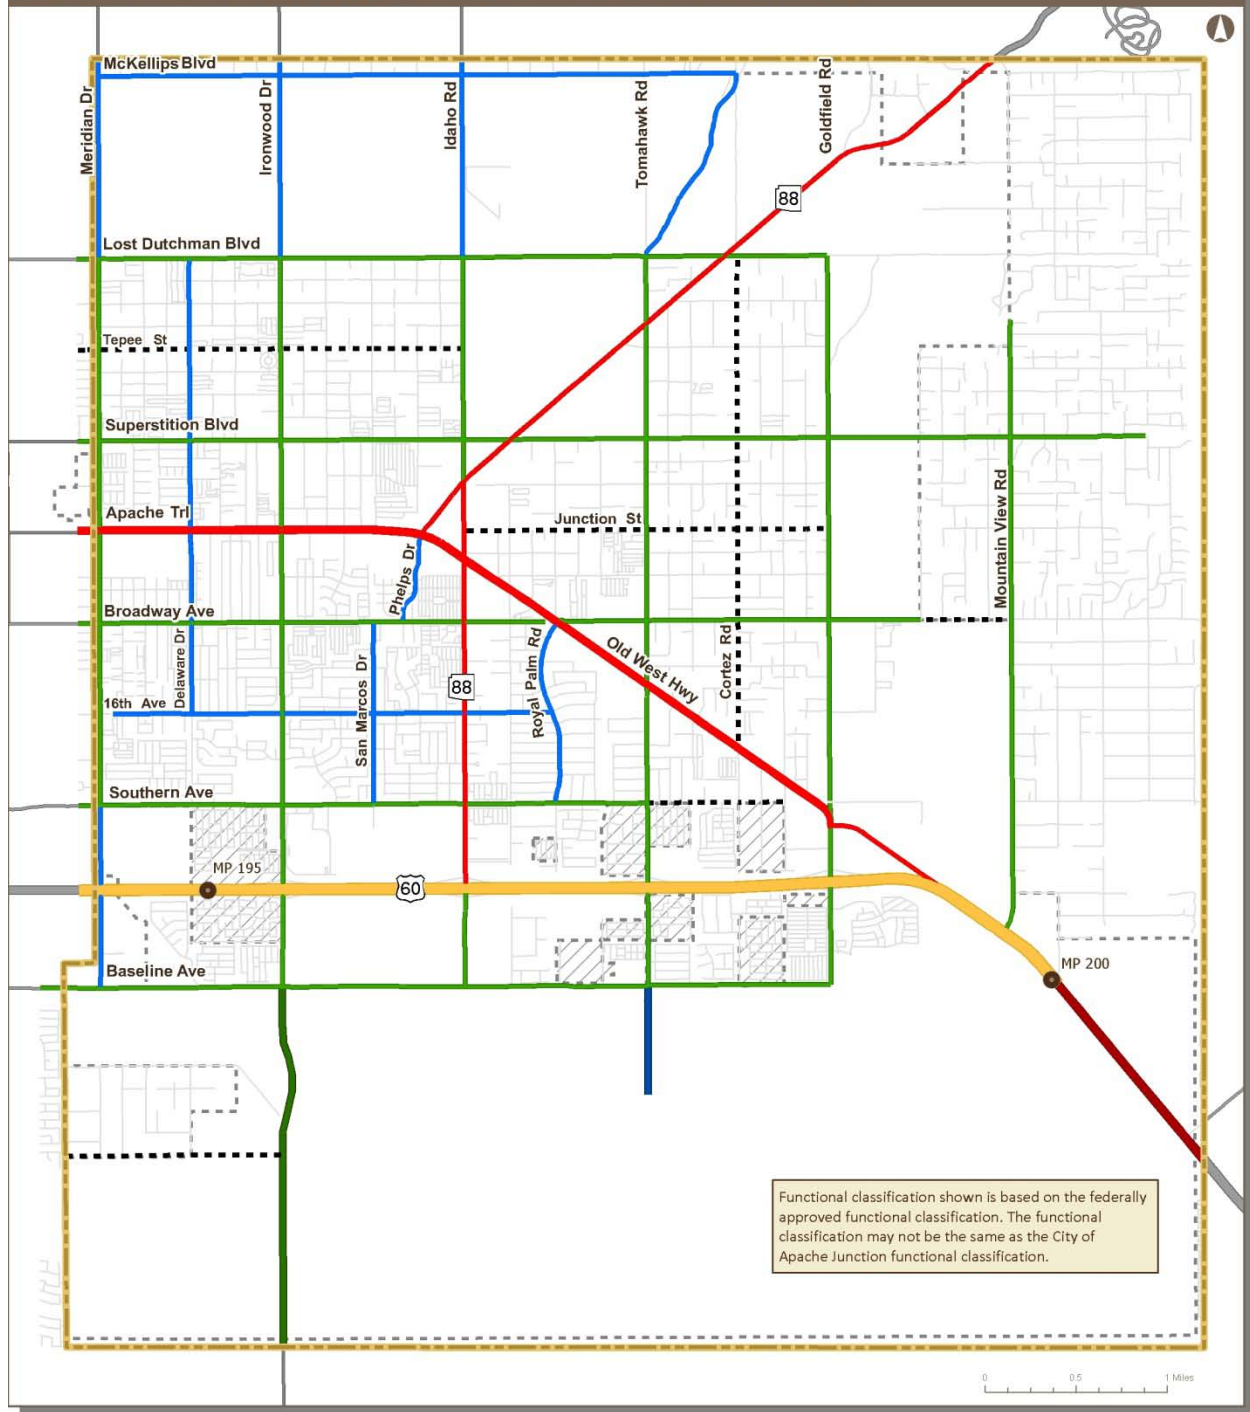 McKellips Blvd
Meridian Dr
Ironwood Dr
Idaho Rd
Tomahawk Rd
Goldfield Rd
88
Lost Dutchman Blvd
Tepee St
Superstition Blvd
Apache Trl
Junction St
Mountain View Rd
Phelps Dr
Broadway Ave
Delaware Dr
San Marcos Dr
88
Royal Palm Rd
Old West Hwy
Cortez Rd
16th Ave
Southern Ave
MP 195
60
Baseline Ave
MP 200
Functional classification shown is based on the federally
approved functional classification. The functional
classification may not be the same as the City of
Apache Junction functional classification.
0 0.5 1 Miles